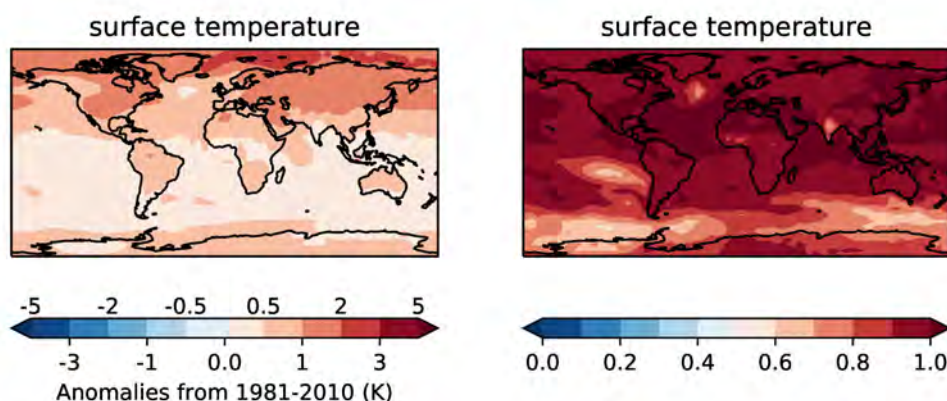 surface temperature
surface temperature
-5 -2 -0.5 0.5 2 5
-3 -1 0.0 1 3
Anomalies from 1981-2010 (K)
0.0 0.2 0.4 0.6 0.8 1.0